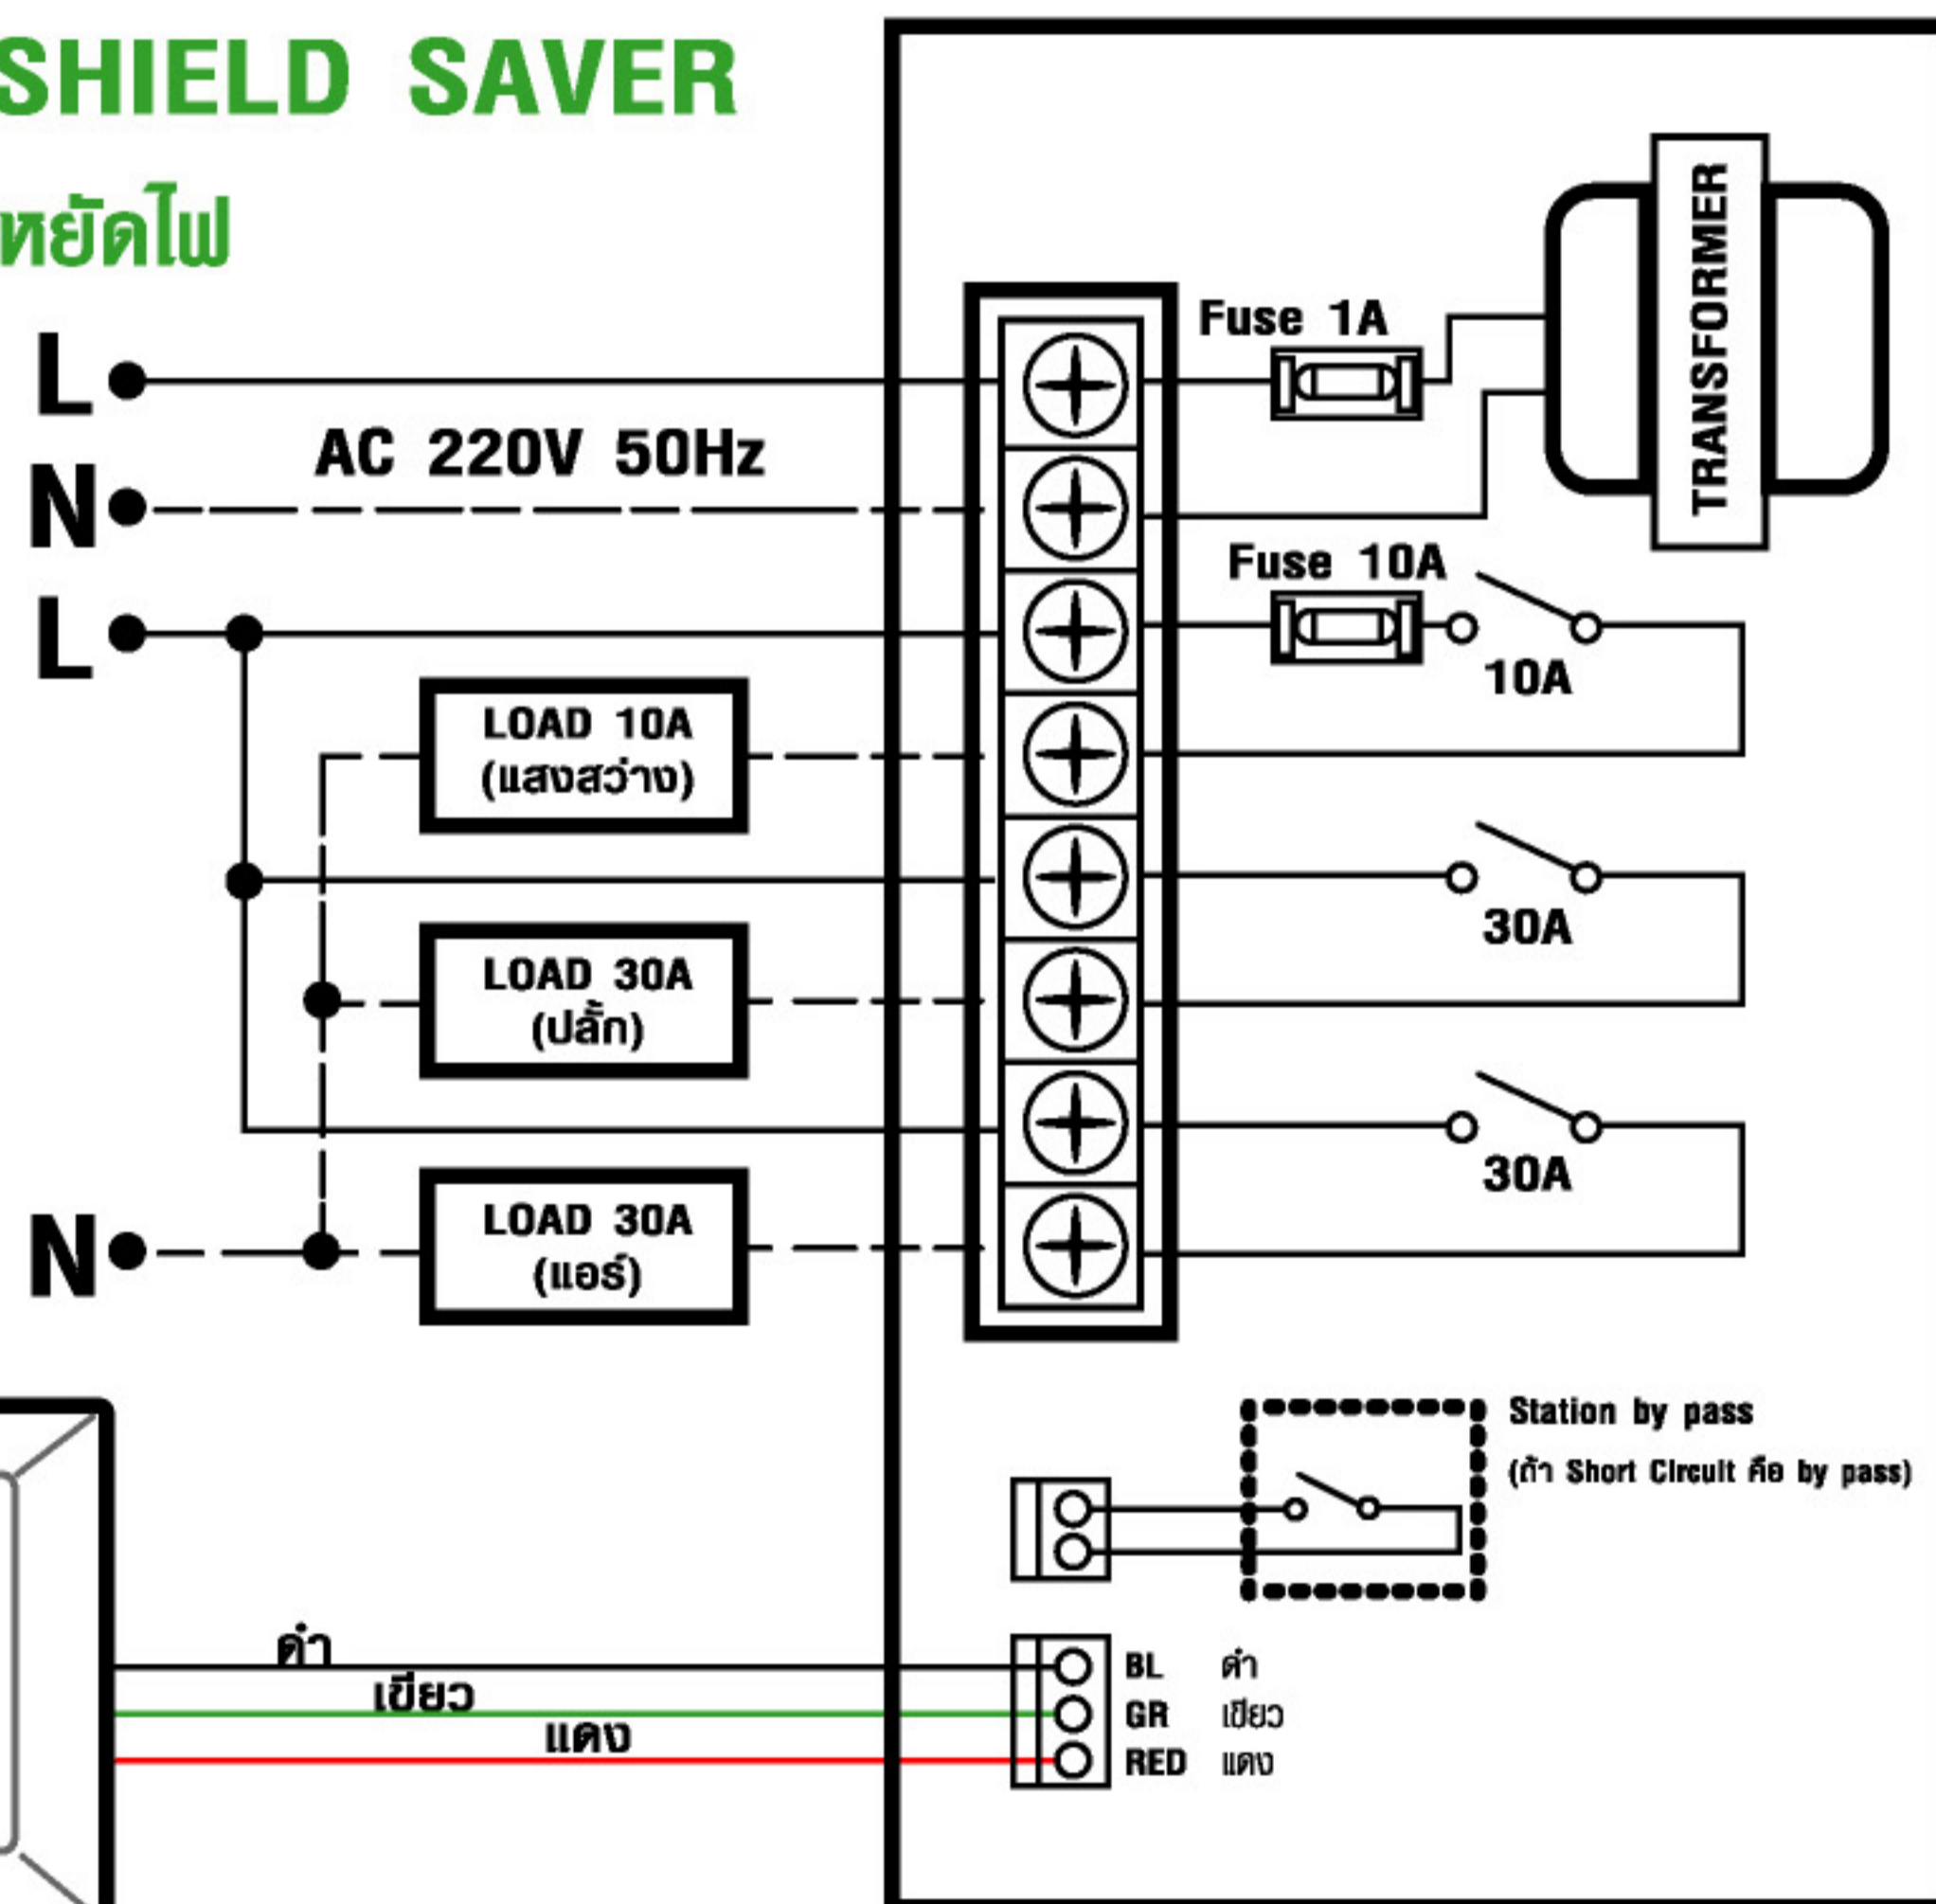 SHIELD SAVER
หยัดไฟ
L
AC 220V 50Hz
N
L
LOAD 10A
(แสงสว่าง)
LOAD 30A
(ปลั้ก)
LOAD 30A
(แอร์)
N
Fuse 1A
TRANSFORMER
Fuse 10A
10A
30A
30A
Station by pass
(ถ้า Short Circuit คือ by pass)
ดำ
เขียว
แดง
BL ดำ
GR เขียว
RED แดง